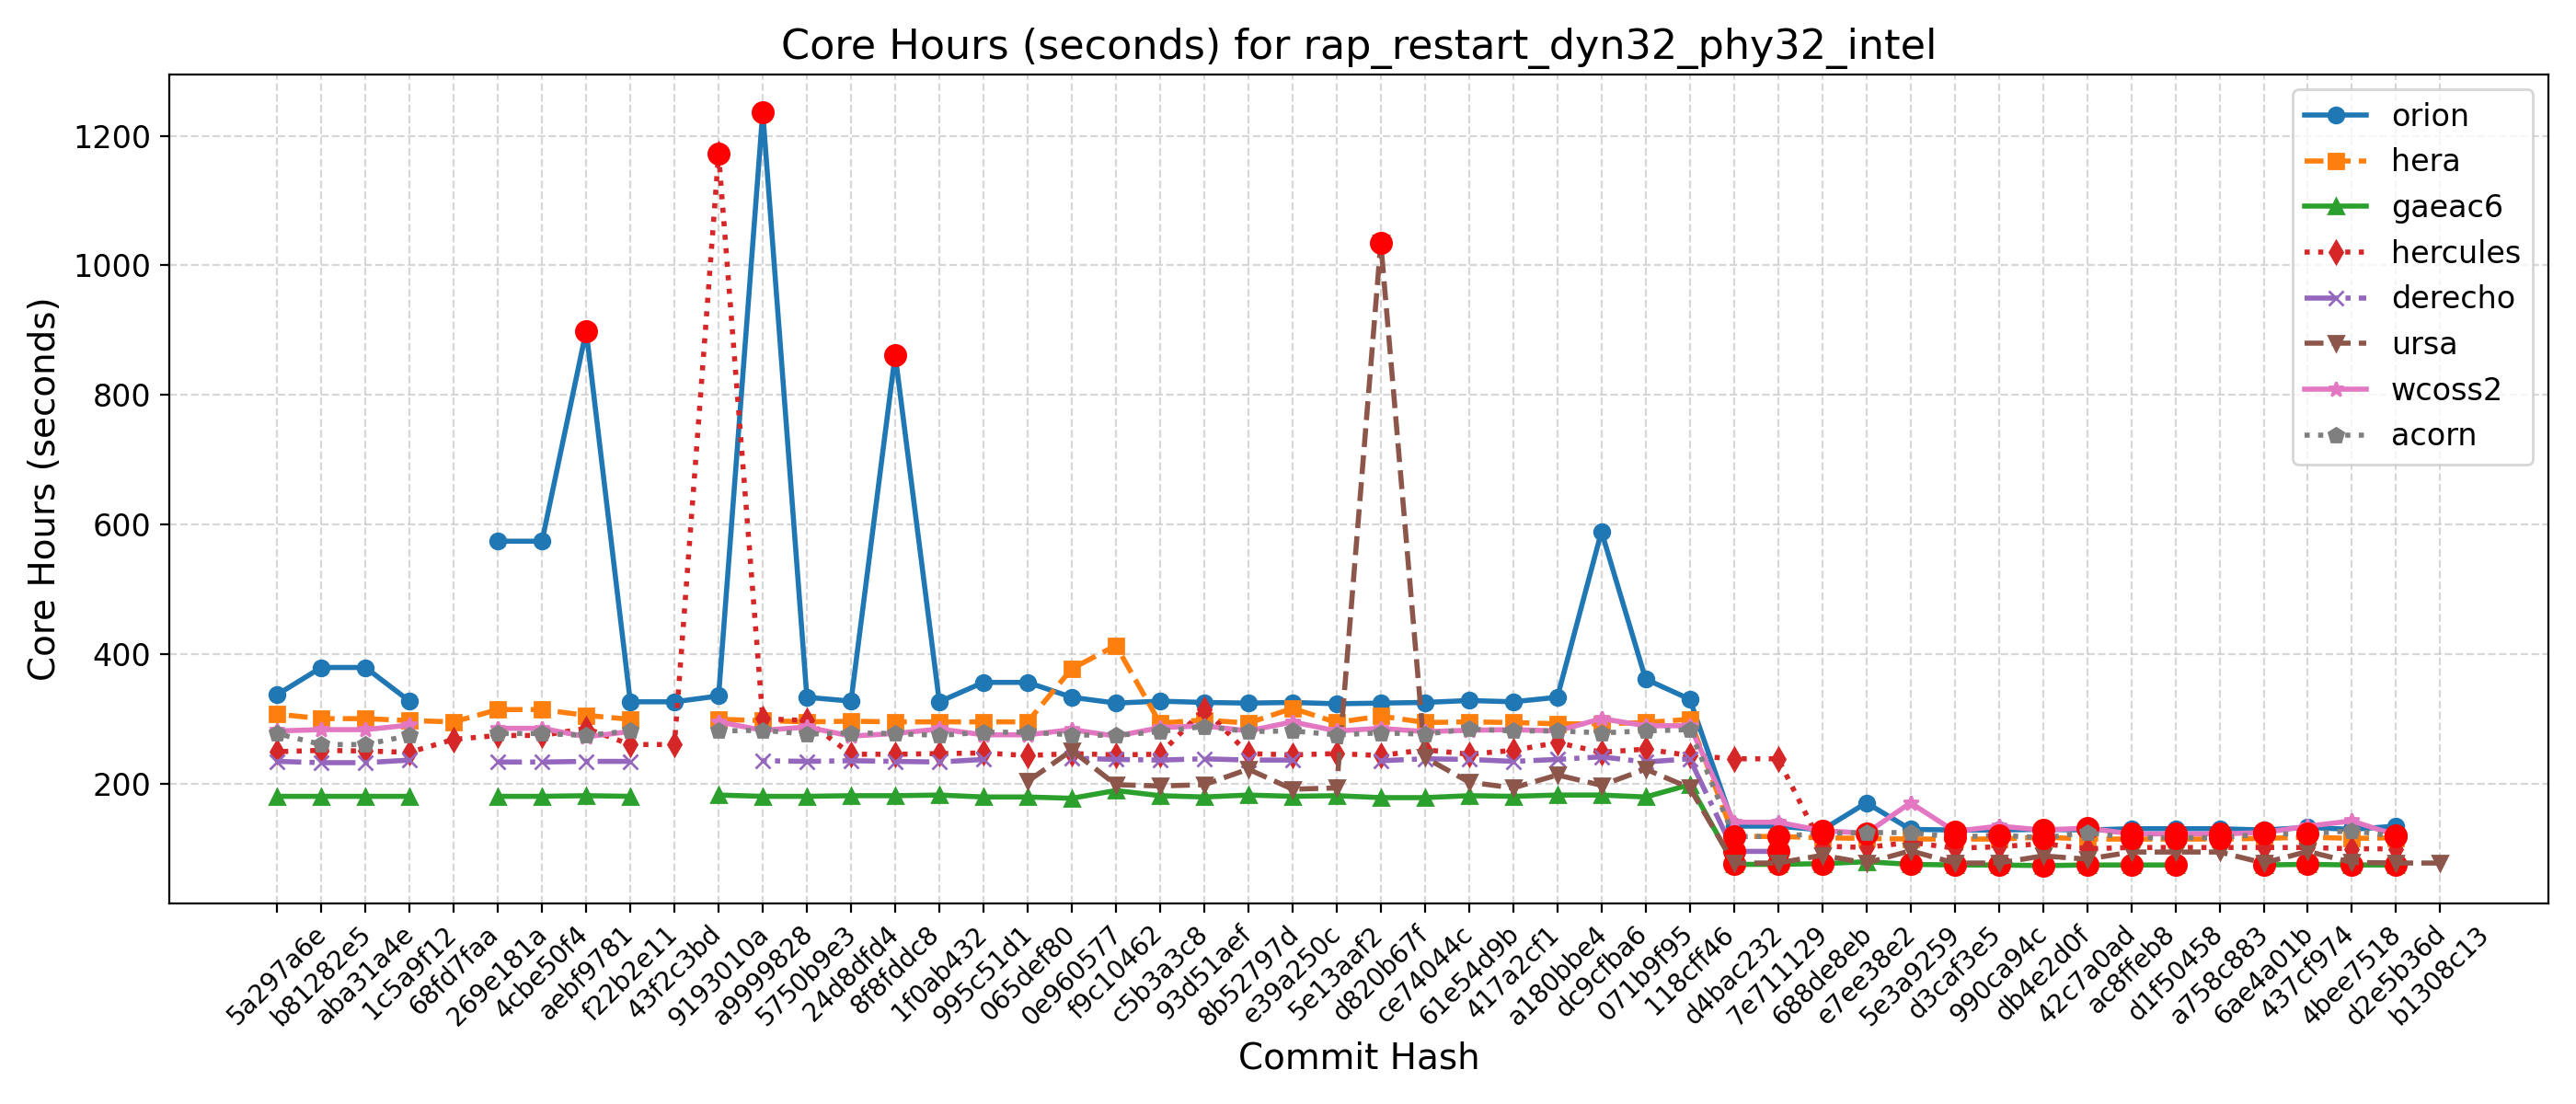 Core Hours (seconds) for rap_restart_dyn32_phy32_intel
Core Hours (seconds)
1200
1000
800
600
400
200
orion
hera
gaeac6
hercules
derecho
ursa
wcoss2
acorn
5a297a6e
b81282e5
aba31a4e
1c5a9f12
68fd7faa
269e181a
4cbe50f4
aebf9781
f22b2e11
43f2c3bd
9193010a
a9999828
5750b9e3
24d8dfd4
8f8fddc8
1f0ab432
995c51d1
065def80
0e960577
f9c10462
c5b3a3c8
93d51aef
8b52797d
e39a250c
5e13aaf2
d820b67f
ce74044c
61e54d9b
417a2cf1
a180bbe4
dc9cfba6
071b9f95
118cff46
d4bac232
7e711129
688de8eb
e7ee38e2
5e3a9259
d3caf3e5
990ca94c
db4e2d0f
42c7a0ad
ac8ffeb8
d1f50458
a758c883
6ae4a01b
437cf974
4bee7518
d2e5b36d
b1308c13
Commit Hash